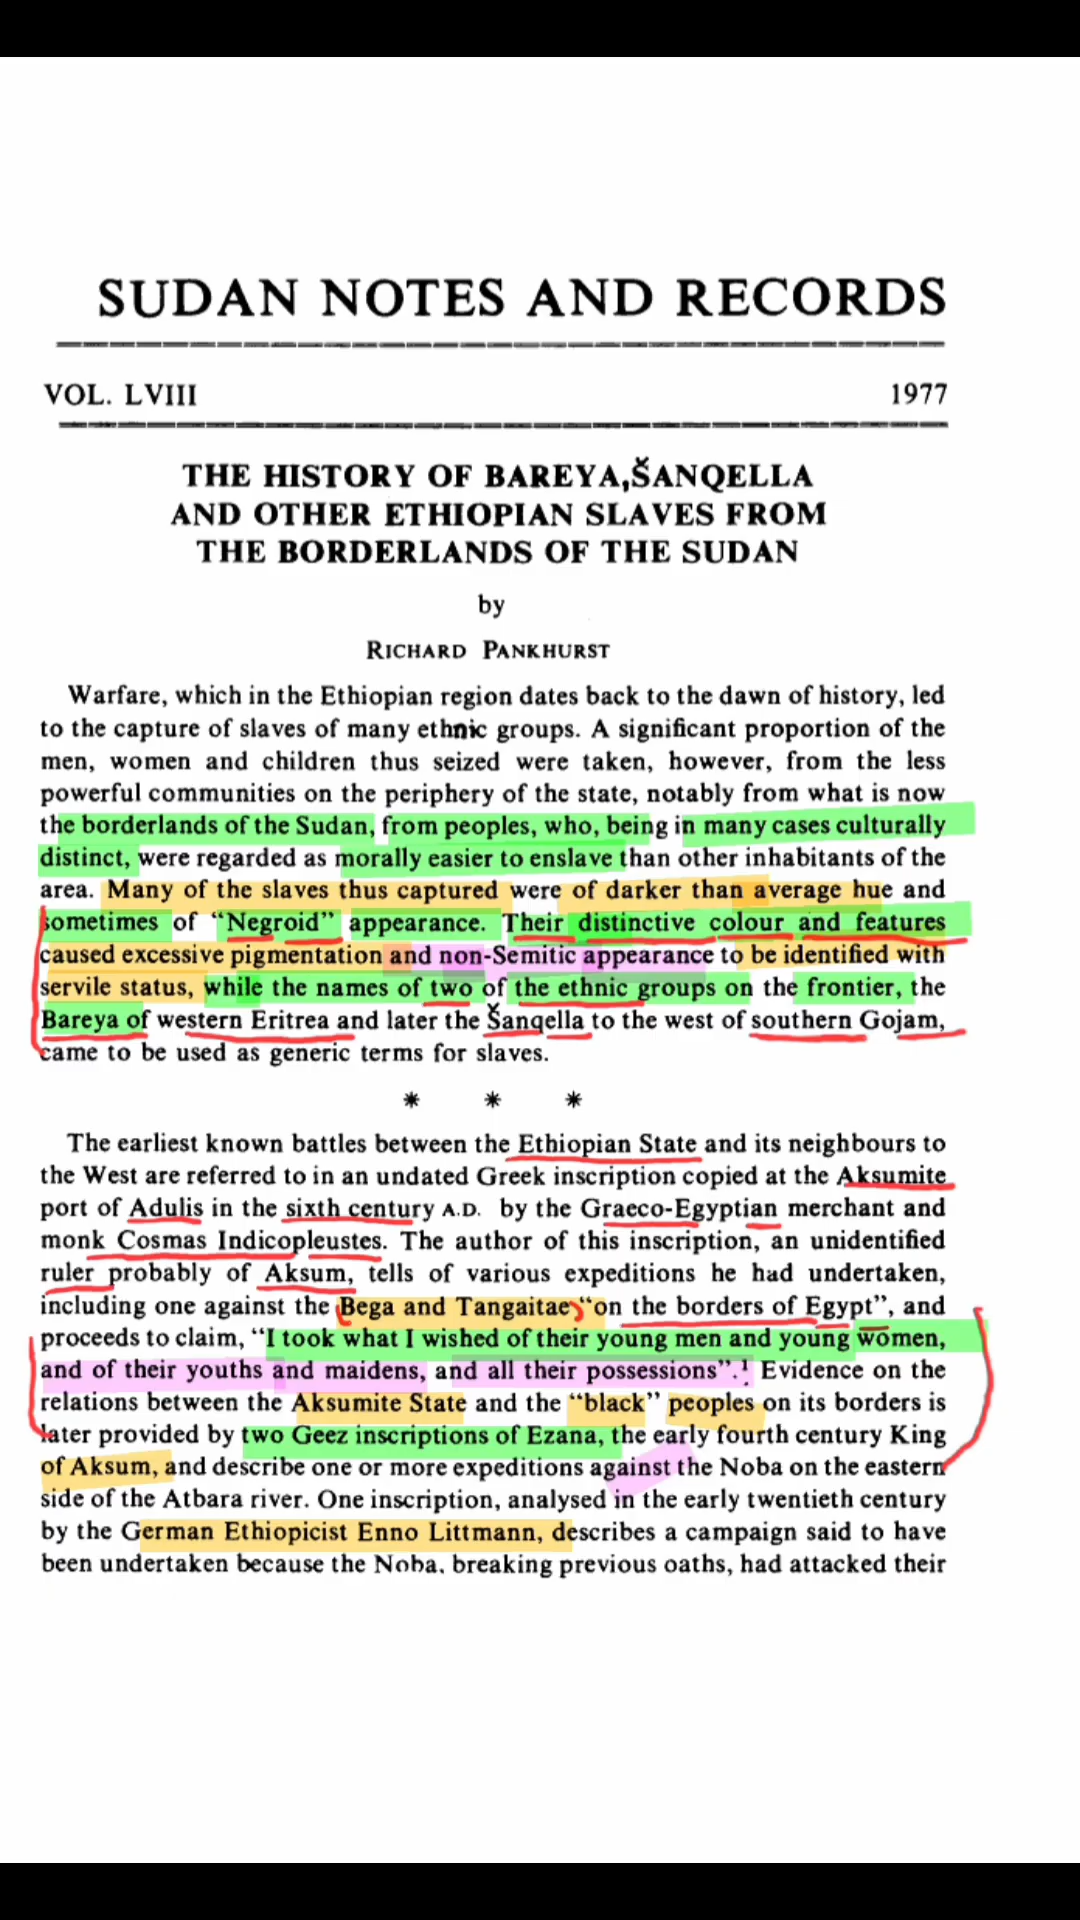 SUDAN NOTES AND RECORDS
VOL. LVIII 1977
THE HISTORY OF BAREYA,ŠANQELLA
AND OTHER ETHIOPIAN SLAVES FROM
THE BORDERLANDS OF THE SUDAN
by
RICHARD PANKHURST
Warfare, which in the Ethiopian region dates back to the dawn of history, led
to the capture of slaves of many ethnic groups. A significant proportion of the
men, women and children thus seized were taken, however, from the less
powerful communities on the periphery of the state, notably from what is now
the borderlands of the Sudan, from peoples, who, being in many cases culturally
distinct, were regarded as morally easier to enslave than other inhabitants of the
area. Many of the slaves thus captured were of darker than average hue and
sometimes of “Negroid” appearance. Their distinctive colour and features
caused excessive pigmentation and non-Semitic appearance to be identified with
servile status, while the names of two of the ethnic groups on the frontier, the
Bareya of western Eritrea and later the Šanqella to the west of southern Gojam,
came to be used as generic terms for slaves.
* * *
The earliest known battles between the Ethiopian State and its neighbours to
the West are referred to in an undated Greek inscription copied at the Aksumite
port of Adulis in the sixth century A.D. by the Graeco-Egyptian merchant and
monk Cosmas Indicopleustes. The author of this inscription, an unidentified
ruler probably of Aksum, tells of various expeditions he had undertaken,
including one against the Bega and Tangaitae “on the borders of Egypt”, and
proceeds to claim, “I took what I wished of their young men and young women,
and of their youths and maidens, and all their possessions”.¹ Evidence on the
relations between the Aksumite State and the “black” peoples on its borders is
later provided by two Geez inscriptions of Ezana, the early fourth century King
of Aksum, and describe one or more expeditions against the Noba on the eastern
side of the Atbara river. One inscription, analysed in the early twentieth century
by the German Ethiopicist Enno Littmann, describes a campaign said to have
been undertaken because the Noba, breaking previous oaths, had attacked their